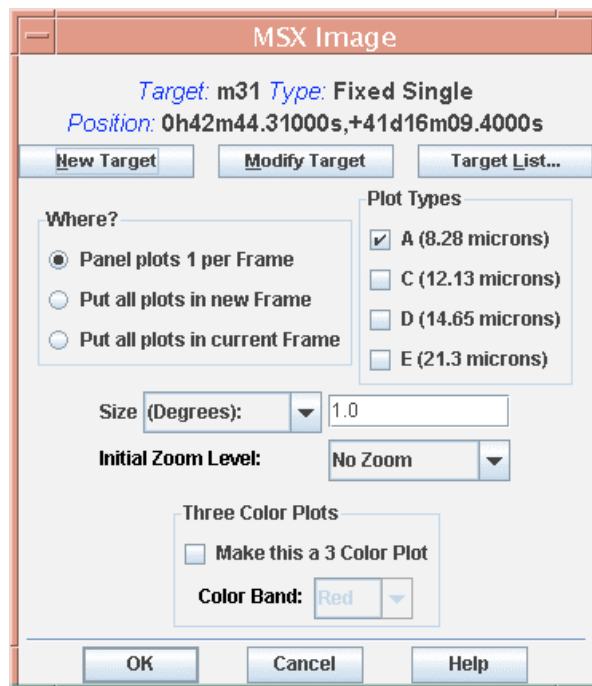 MSX Image
Target: m31 Type: Fixed Single
Position: 0h42m44.31000s,+41d16m09.4000s
New Target Modify Target Target List...
Where?
Panel plots 1 per Frame
Put all plots in new Frame
Put all plots in current Frame
Plot Types
A (8.28 microns)
C (12.13 microns)
D (14.65 microns)
E (21.3 microns)
Size (Degrees): 1.0
Initial Zoom Level: No Zoom
Three Color Plots
Make this a 3 Color Plot
Color Band: Red
OK Cancel Help